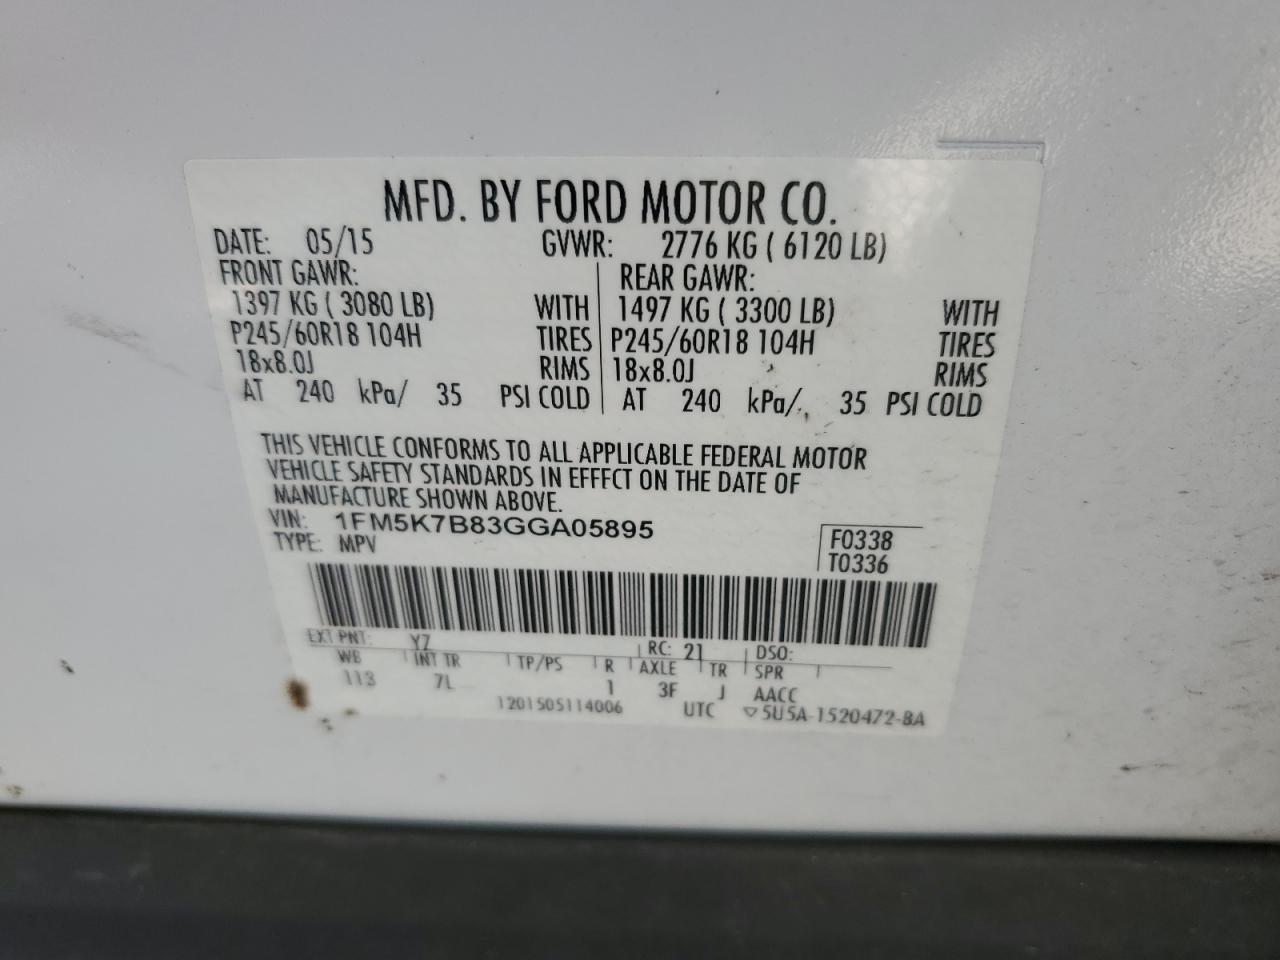 MFD. BY FORD MOTOR CO.
DATE: 05/15 GVWR: 2776 KG ( 6120 LB)
FRONT GAWR: REAR GAWR:
1397 KG ( 3080 LB) WITH 1497 KG ( 3300 LB) WITH
P245/60R18 104H TIRES P245/60R18 104H TIRES
18x8.0J RIMS 18x8.0J RIMS
AT 240 kPa/ 35 PSI COLD AT 240 kPa/ 35 PSI COLD
THIS VEHICLE CONFORMS TO ALL APPLICABLE FEDERAL MOTOR
VEHICLE SAFETY STANDARDS IN EFFECT ON THE DATE OF
MANUFACTURE SHOWN ABOVE.
VIN: 1FM5K7B83GGA05895
TYPE: MPV
F0338
T0336
EXT PNT: YZ RC: 21 DSO:
WB INT TR TP/PS R AXLE TR SPR
113 7L 1 3F J AACC
1201505114006 UTC ▽5U5A-1520472-BA